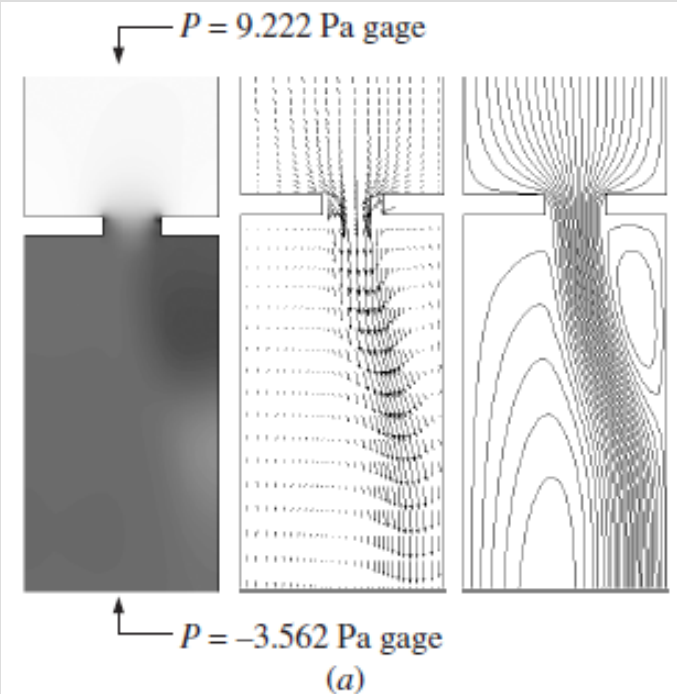 P = 9.222 Pa gage
P = –3.562 Pa gage
(a)